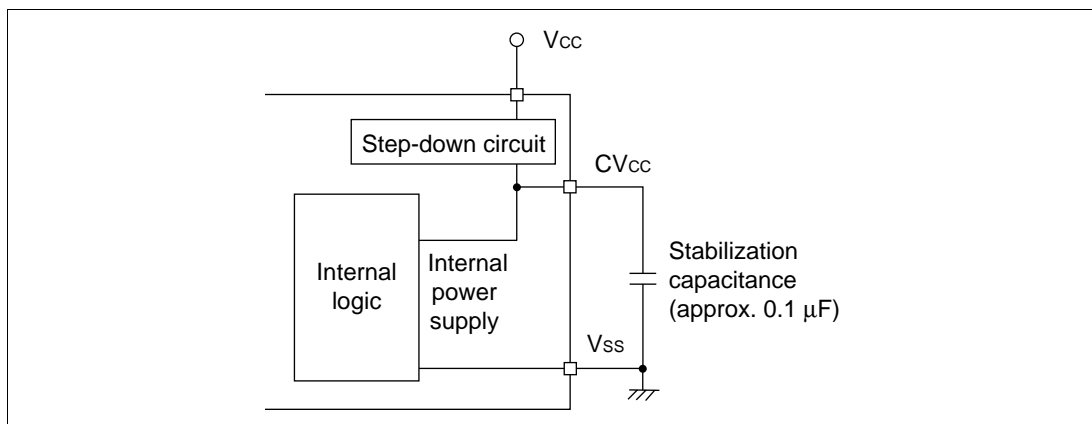 Vcc
Step-down circuit
CVcc
Internal
logic
Internal
power
supply
Stabilization
capacitance
(approx. 0.1 μF)
Vss